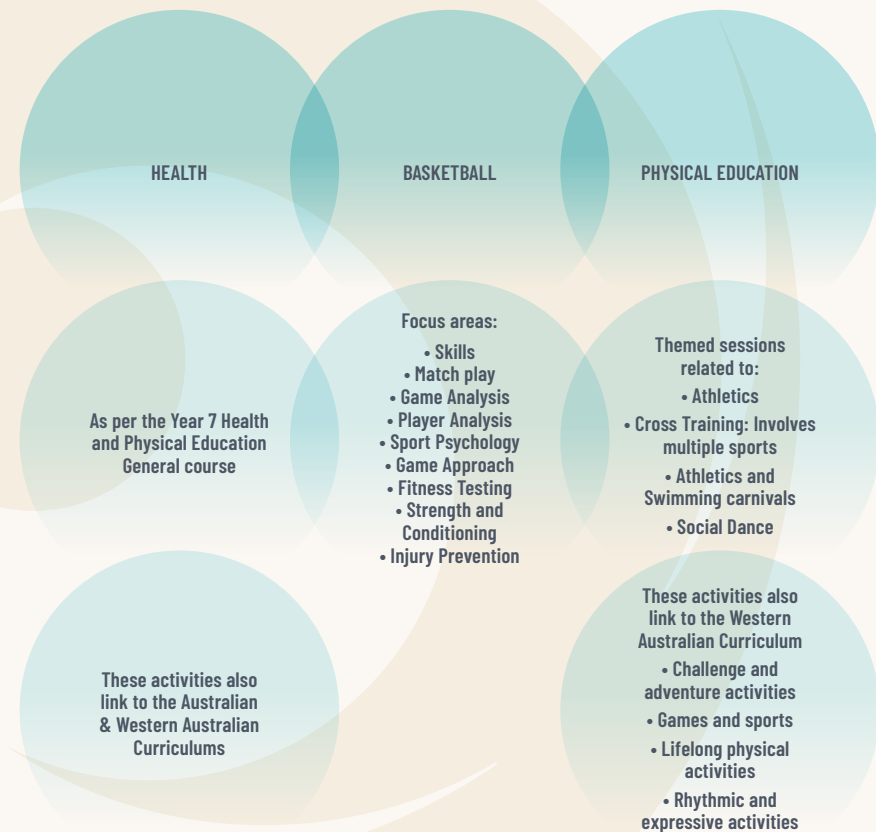 HEALTH
BASKETBALL
PHYSICAL EDUCATION
As per the Year 7 Health
and Physical Education
General course
Focus areas:
• Skills
• Match play
• Game Analysis
• Player Analysis
• Sport Psychology
• Game Approach
• Fitness Testing
• Strength and
Conditioning
• Injury Prevention
Themed sessions
related to:
• Athletics
• Cross Training: Involves
multiple sports
• Athletics and
Swimming carnivals
• Social Dance
These activities also
link to the Australian
& Western Australian
Curriculums
These activities also
link to the Western
Australian Curriculum
• Challenge and
adventure activities
• Games and sports
• Lifelong physical
activities
• Rhythmic and
expressive activities